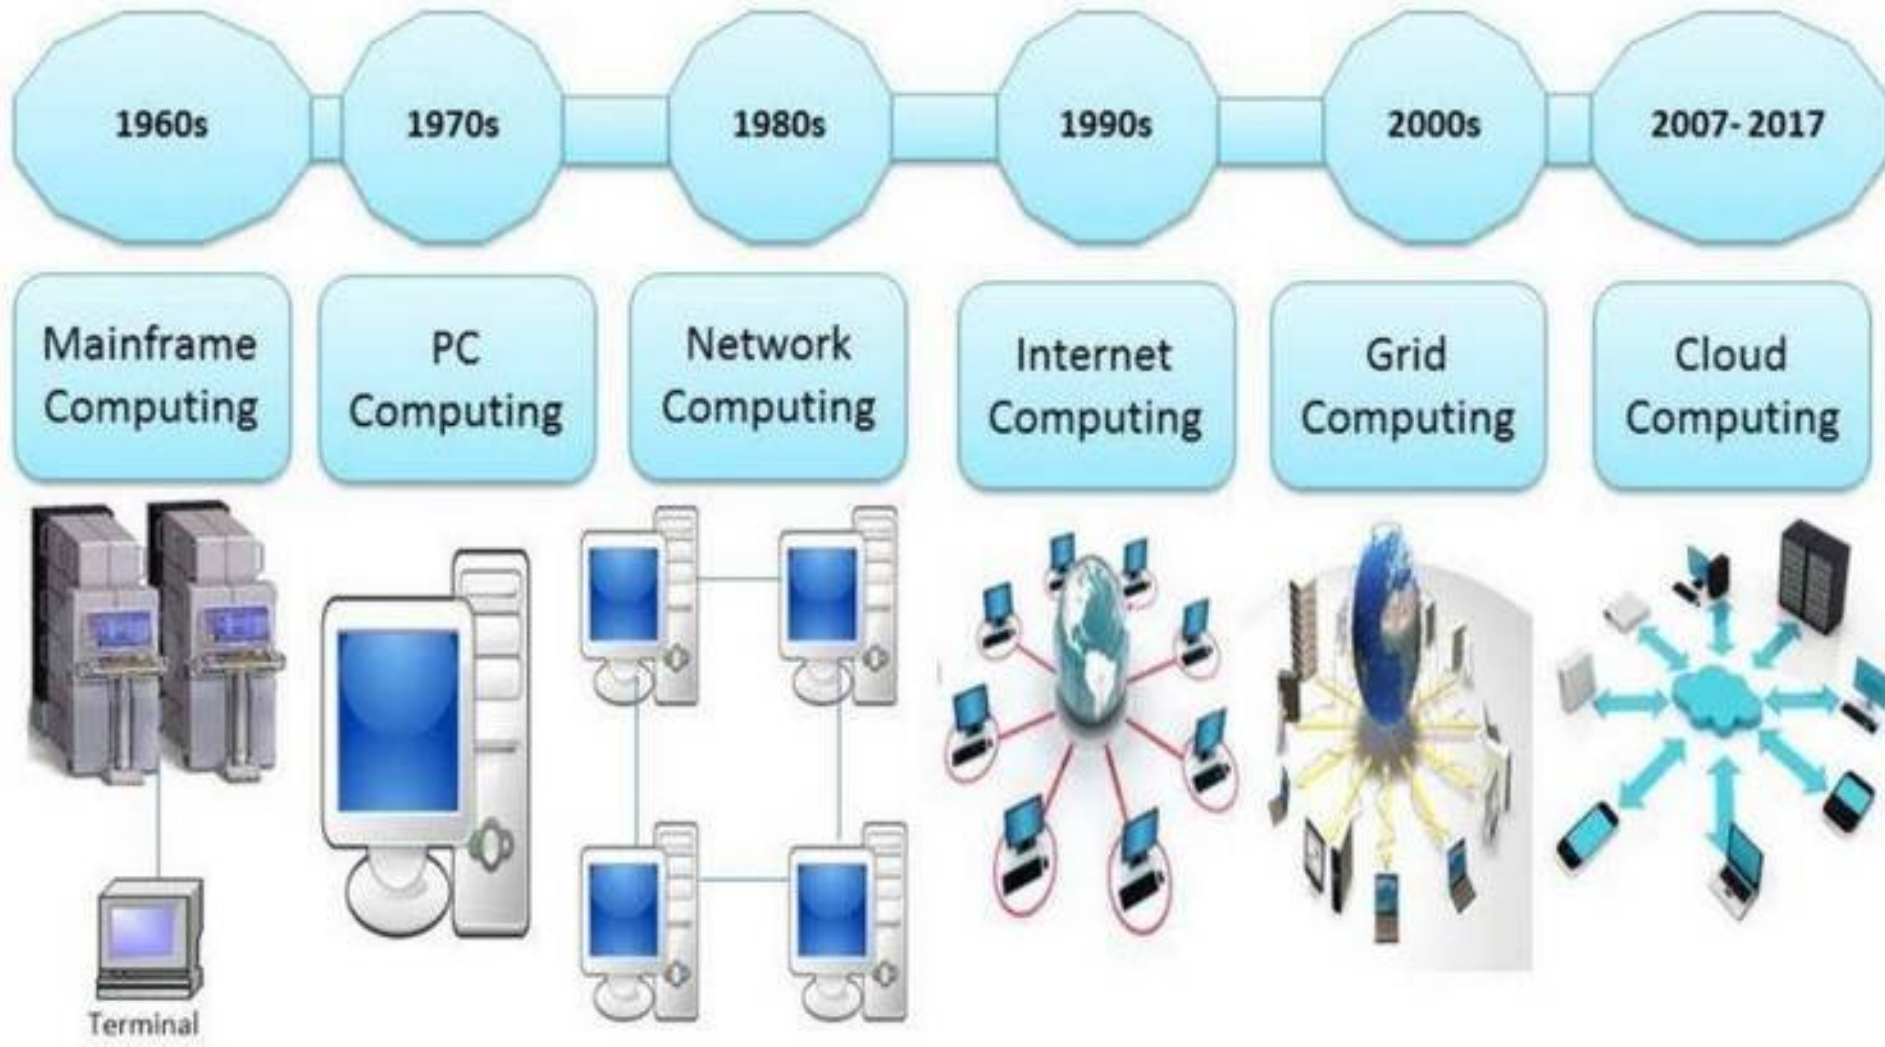 1960s
1970s
1980s
1990s
2000s
2007- 2017
Mainframe
Computing
PC
Computing
Network
Computing
Internet
Computing
Grid
Computing
Cloud
Computing
Terminal